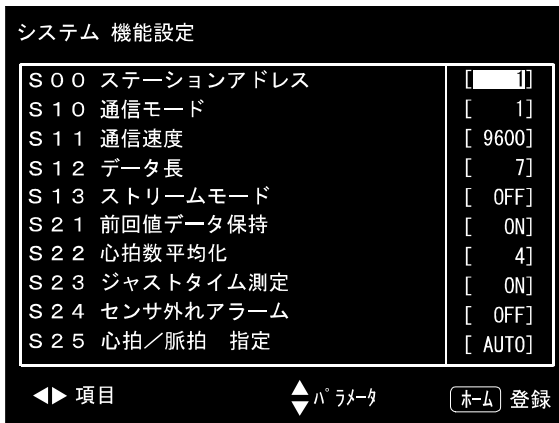 システム 機能設定
S00 ステーションアドレス [ 1]
S10 通信モード [ 1]
S11 通信速度 [ 9600]
S12 データ長 [ 7]
S13 ストリームモード [ OFF]
S21 前回値データ保持 [ ON]
S22 心拍数平均化 [ 4]
S23 ジャストタイム測定 [ ON]
S24 センサ外れアラーム [ OFF]
S25 心拍/脈拍 指定 [ AUTO]
◀▶ 項目 ▲▼パラメータ ホーム 登録